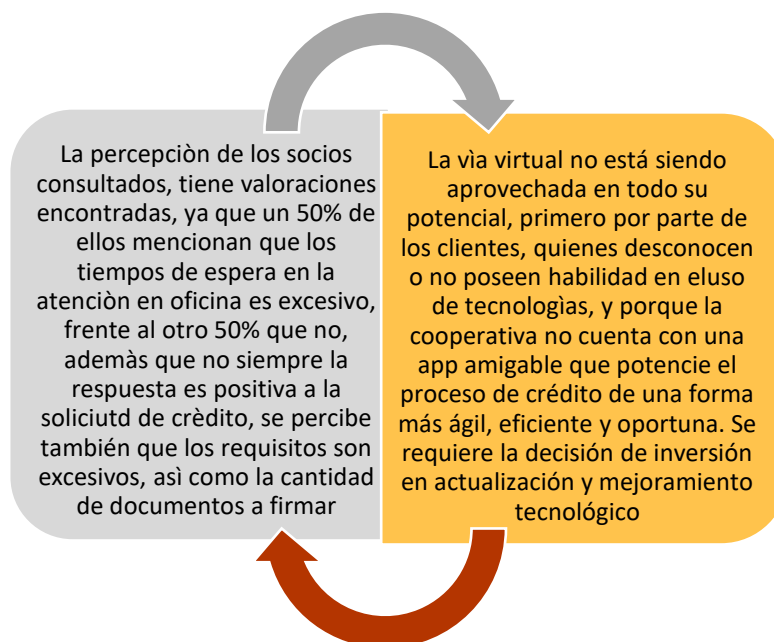 La percepciòn de los socios
consultados, tiene valoraciones
encontradas, ya que un 50% de
ellos mencionan que los
tiempos de espera en la
atenciòn en oficina es excesivo,
frente al otro 50% que no,
ademàs que no siempre la
respuesta es positiva a la
soliciutd de crèdito, se percibe
también que los requisitos son
excesivos, asì como la cantidad
de documentos a firmar
La vìa virtual no está siendo
aprovechada en todo su
potencial, primero por parte de
los clientes, quienes desconocen
o no poseen habilidad en eluso
de tecnologìas, y porque la
cooperativa no cuenta con una
app amigable que potencie el
proceso de crédito de una forma
más ágil, eficiente y oportuna. Se
requiere la decisión de inversión
en actualización y mejoramiento
tecnológico